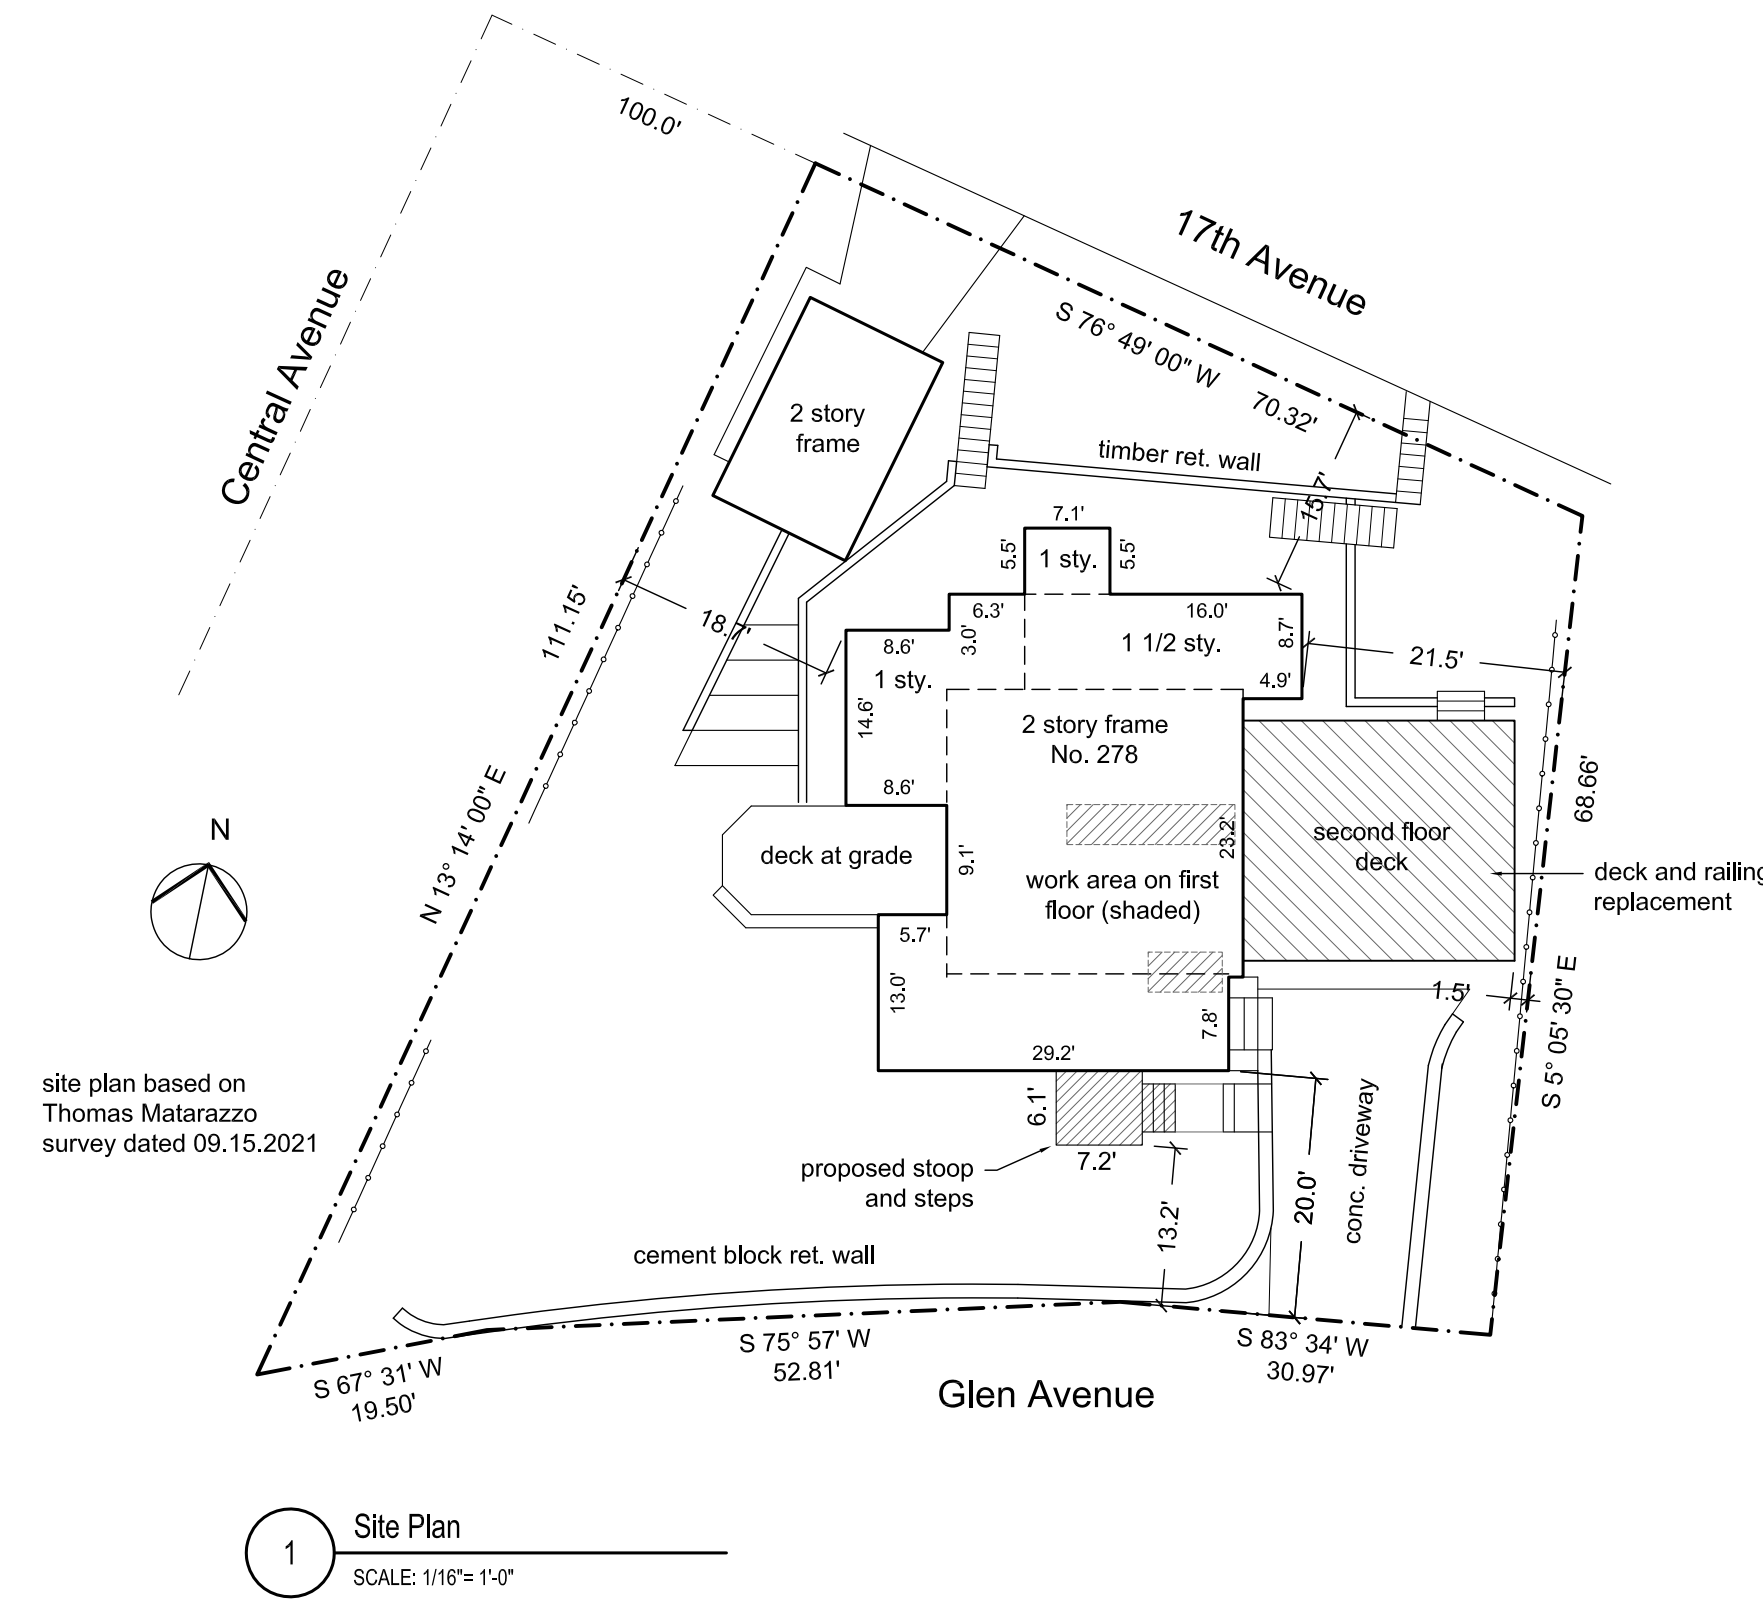 100.0'
17th Avenue
Central Avenue
S 76° 49' 00" W
70.32'
2 story
frame
timber ret. wall
15.7'
7.1'
5.5'
1 sty.
5.5'
111.15'
18.7'
6.3'
16.0'
8.6'
3.0'
1 1/2 sty.
8.7'
21.5'
1 sty.
4.9'
14.6'
2 story frame
No. 278
8.6'
68.66'
N 13° 14' 00" E
N
deck at grade
9.1'
23.2'
second floor
deck
work area on first
floor (shaded)
deck and railing
replacement
5.7'
13.0'
7.8'
1.5'
S 5° 05' 30" E
29.2'
site plan based on
Thomas Matarazzo
survey dated 09.15.2021
6.1'
7.2'
proposed stoop
and steps
13.2'
20.0'
conc. driveway
cement block ret. wall
S 67° 31' W
19.50'
S 75° 57' W
52.81'
S 83° 34' W
30.97'
Glen Avenue
1
Site Plan
SCALE: 1/16"= 1'-0"